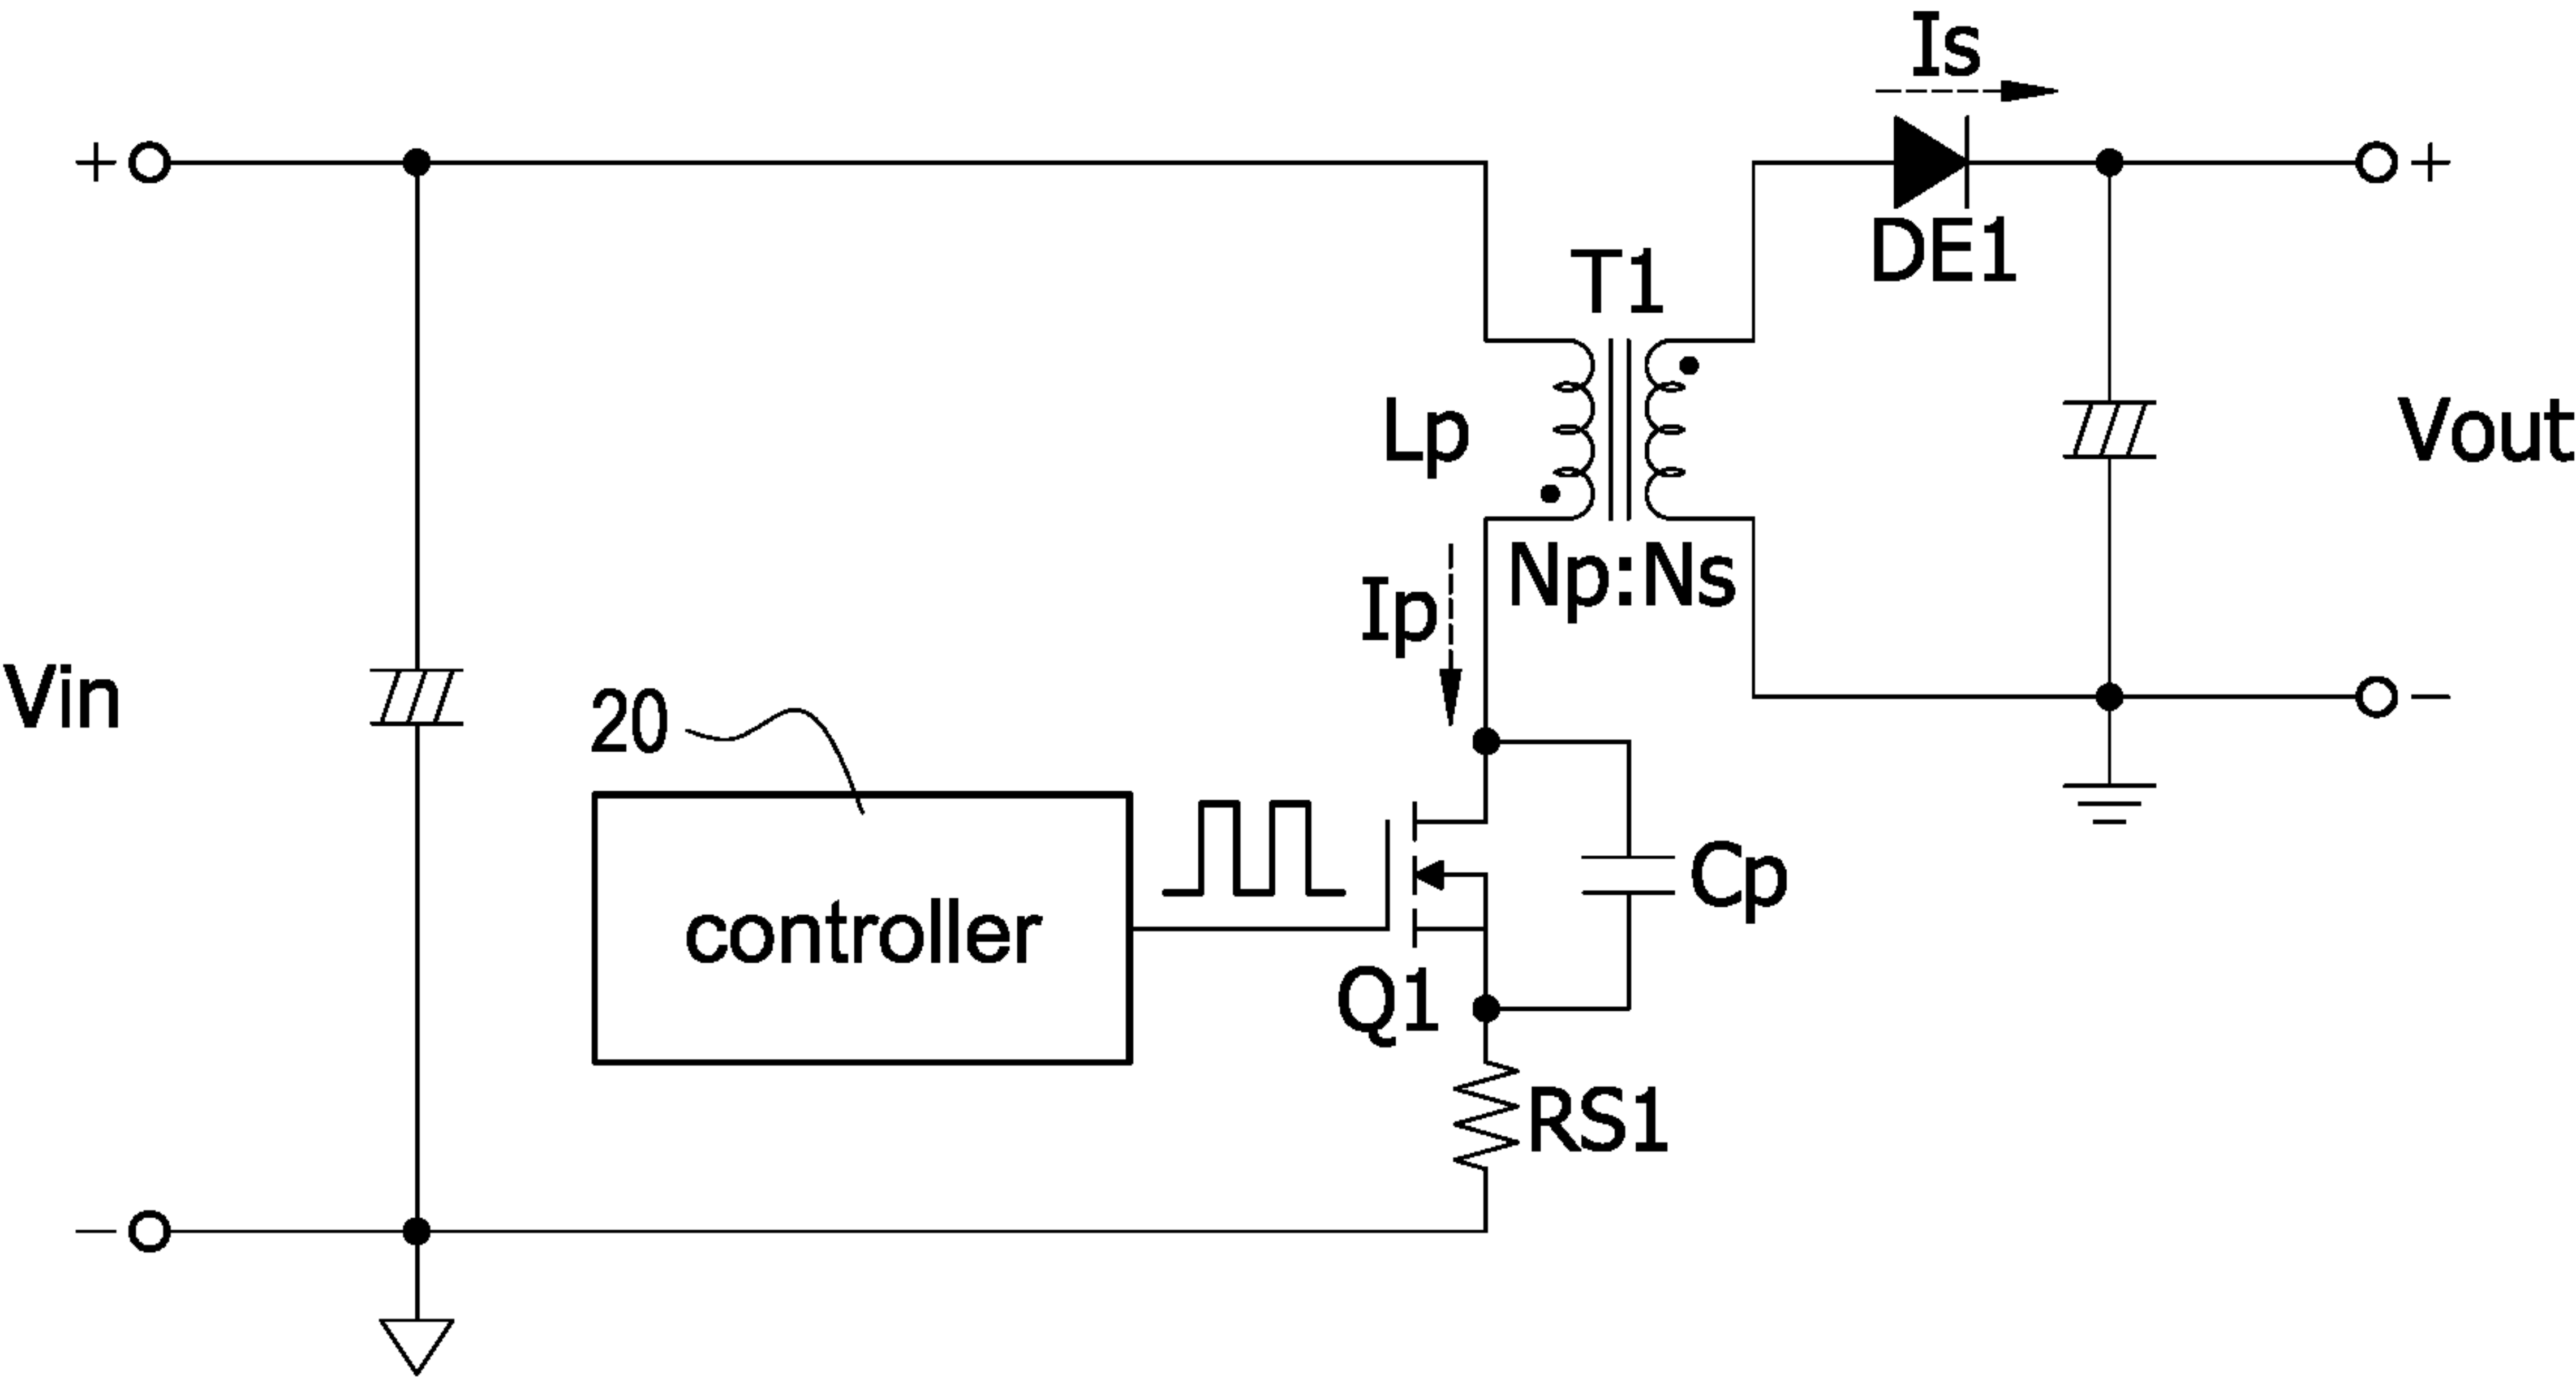 Is
+
+
DE1
T1
Lp
Vout
Np:Ns
Ip
Vin
20
−
controller
Cp
Q1
RS1
−